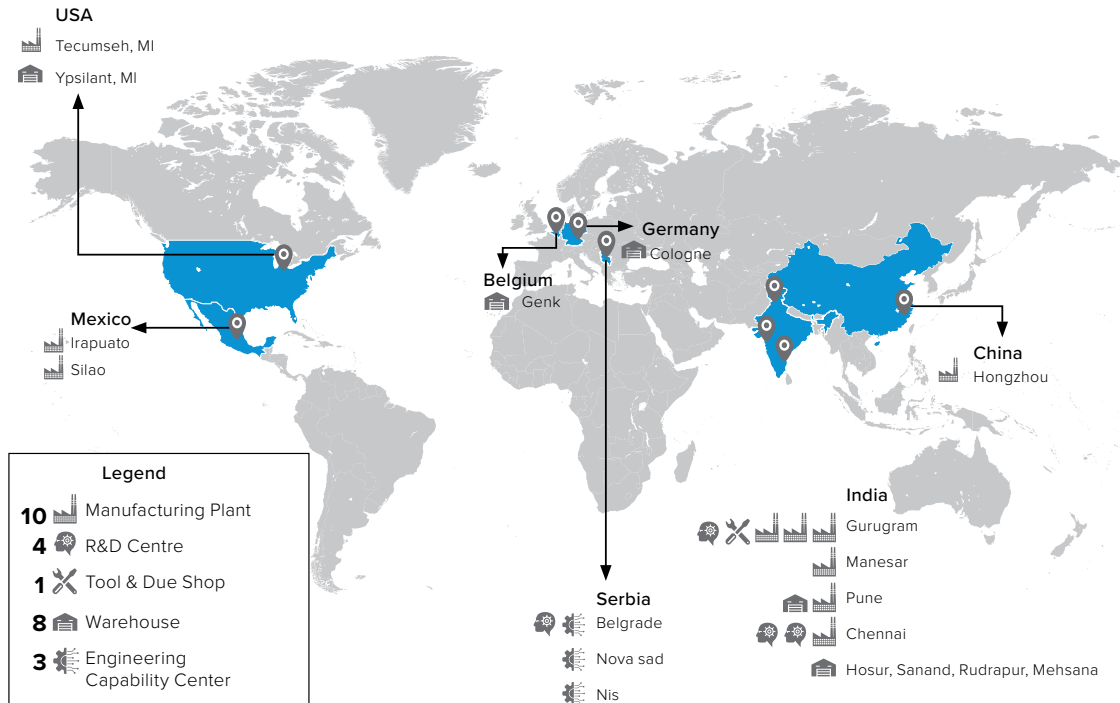 USA
Tecumseh, MI
Ypsilant, MI
Germany
Cologne
Belgium
Genk
Mexico
Irapuato
Silao
China
Hongzhou
Legend
10 Manufacturing Plant
4 R&D Centre
1 Tool & Due Shop
8 Warehouse
3 Engineering
Capability Center
Serbia
Belgrade
Nova sad
Nis
India
Gurugram
Manesar
Pune
Chennai
Hosur, Sanand, Rudrapur, Mehsana